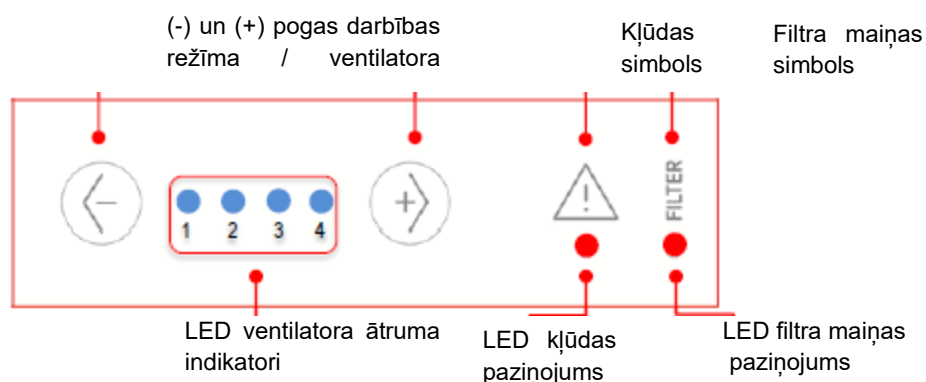 (-) un (+) pogas darbības
režīma / ventilatora
Kļūdas
simbols
Filtra maiņas
simbols
-
+
!
FILTER
1 2 3 4
LED ventilatora ātruma
indikatori
LED kļūdas
paziņojums
LED filtra maiņas
paziņojums